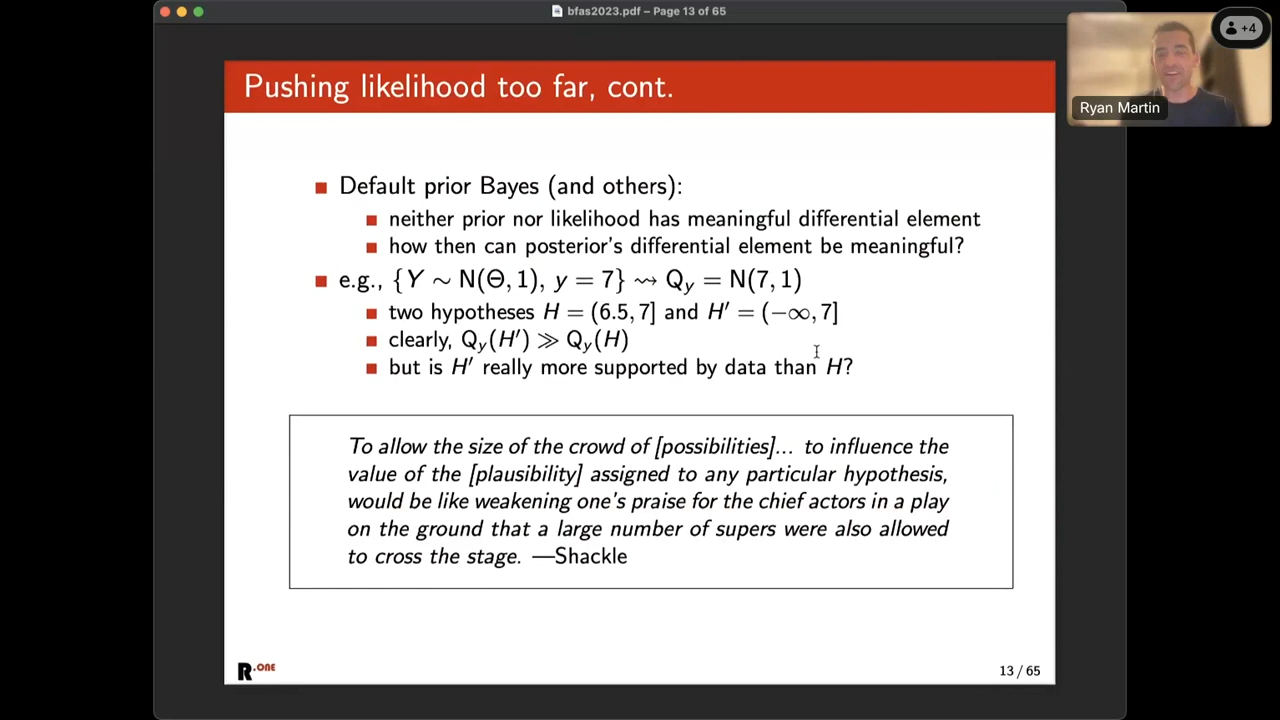 bfas2023.pdf – Page 13 of 65
+4
Ryan Martin
Pushing likelihood too far, cont.
Default prior Bayes (and others):
neither prior nor likelihood has meaningful differential element
how then can posterior's differential element be meaningful?
e.g., {Y ∼ N(Θ, 1), y = 7} ⇝ Q_y = N(7, 1)
two hypotheses H = (6.5, 7] and H′ = (−∞, 7]
clearly, Q_y(H′) ≫ Q_y(H)
but is H′ really more supported by data than H?
To allow the size of the crowd of [possibilities]... to influence the
value of the [plausibility] assigned to any particular hypothesis,
would be like weakening one's praise for the chief actors in a play
on the ground that a large number of supers were also allowed
to cross the stage. —Shackle
R.ONE
13 / 65